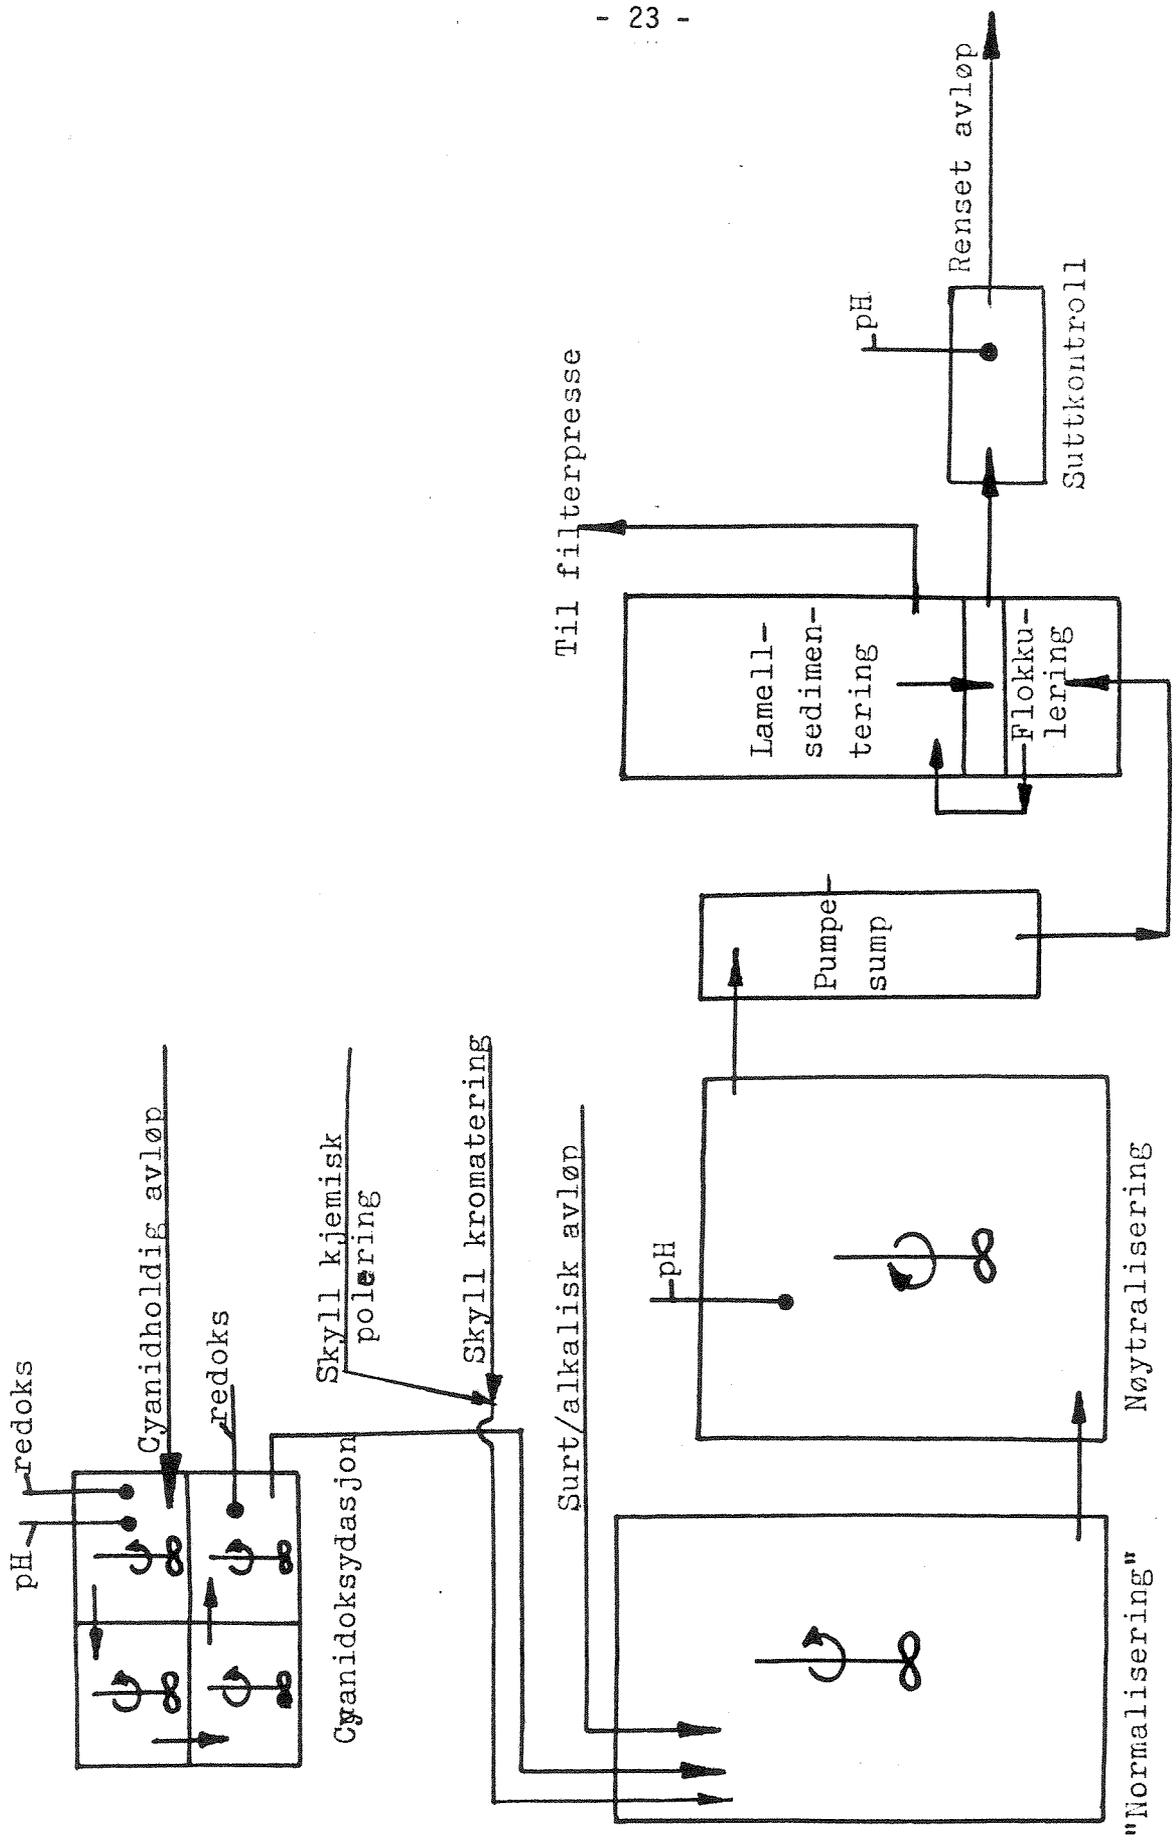 - 23 -
redoks
pH
Cyanidholdig avløp
redoks
Cyanidoksydasjon
Skyll kjemisk
polering
Skyll kromatering
Surt/alkalisk avløp
"Normalisering"
pH
Nøytralisering
Pumpe-
sump
Til filterpresse
Lamell-
sedimen-
tering
Flokku-
lering
pH
Suttkontroll
Renset avløp